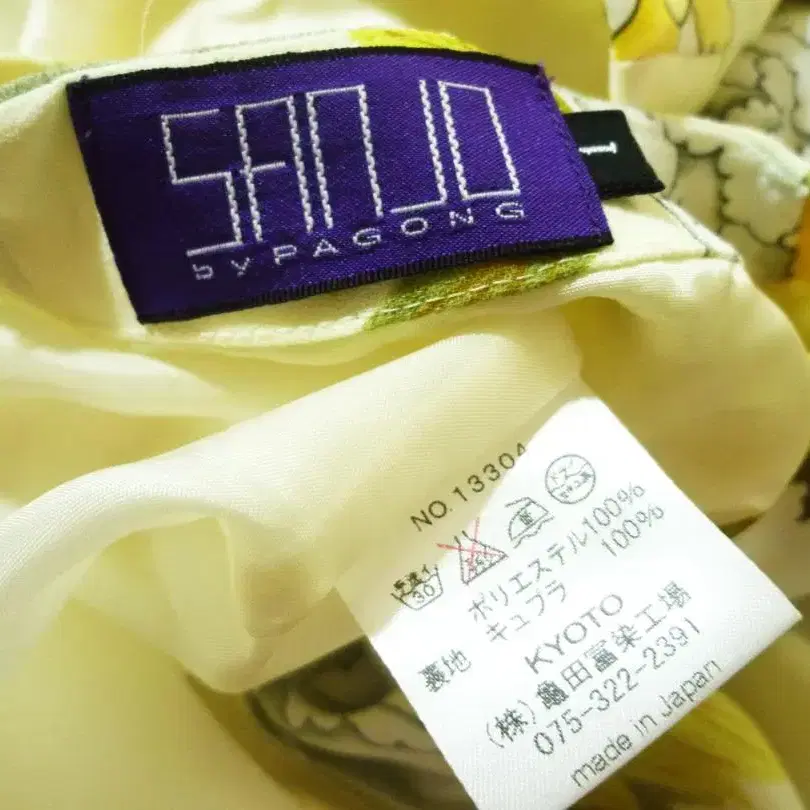 SANJO
by PAGONG
1
NO.13304
ポリエステル100%
裏地 キュプラ 100%
KYOTO
(株)亀田富染工場
075-322-2391
made in Japan